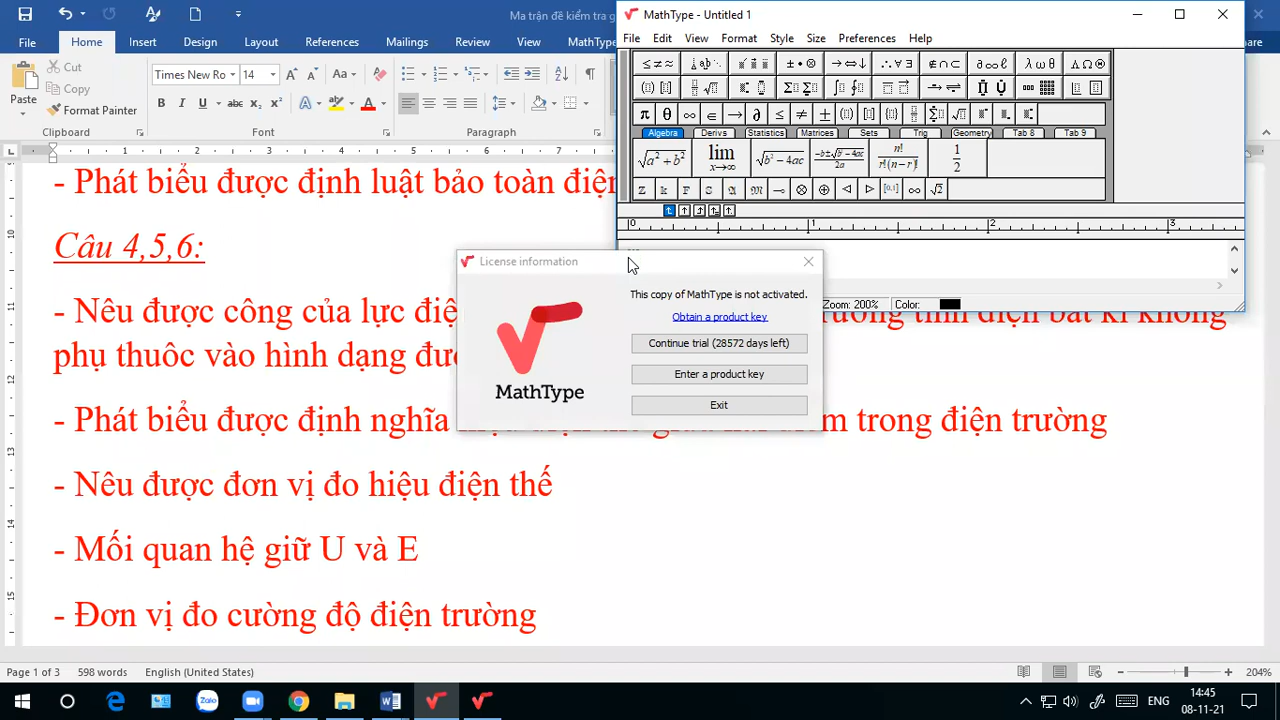 Ma trận đề kiểm tra g
MathType - Untitled 1
File Home Insert Design Layout References Mailings Review View MathType
File Edit View Format Style Size Preferences Help
Paste Cut Copy Format Painter
Times New Ro 14 Aa
B I U abc x₂ x² A A
Clipboard Font Paragraph
Algebra Derivs Statistics Matrices Sets Trig Geometry Tab 8 Tab 9
Zoom: 200% Color:
- Phát biểu được định luật bảo toàn điện
Câu 4,5,6:
- Nêu được công của lực điện
phụ thuôc vào hình dạng
- Phát biểu được định nghĩa trong điện trường
- Nêu được đơn vị đo hiệu điện thế
- Mối quan hệ giữ U và E
- Đơn vị đo cường độ điện trường
License information
This copy of MathType is not activated.
Obtain a product key
Continue trial (28572 days left)
Enter a product key
Exit
MathType
Page 1 of 3 598 words English (United States) 204%
Zalo
ENG 14:45
08-11-21